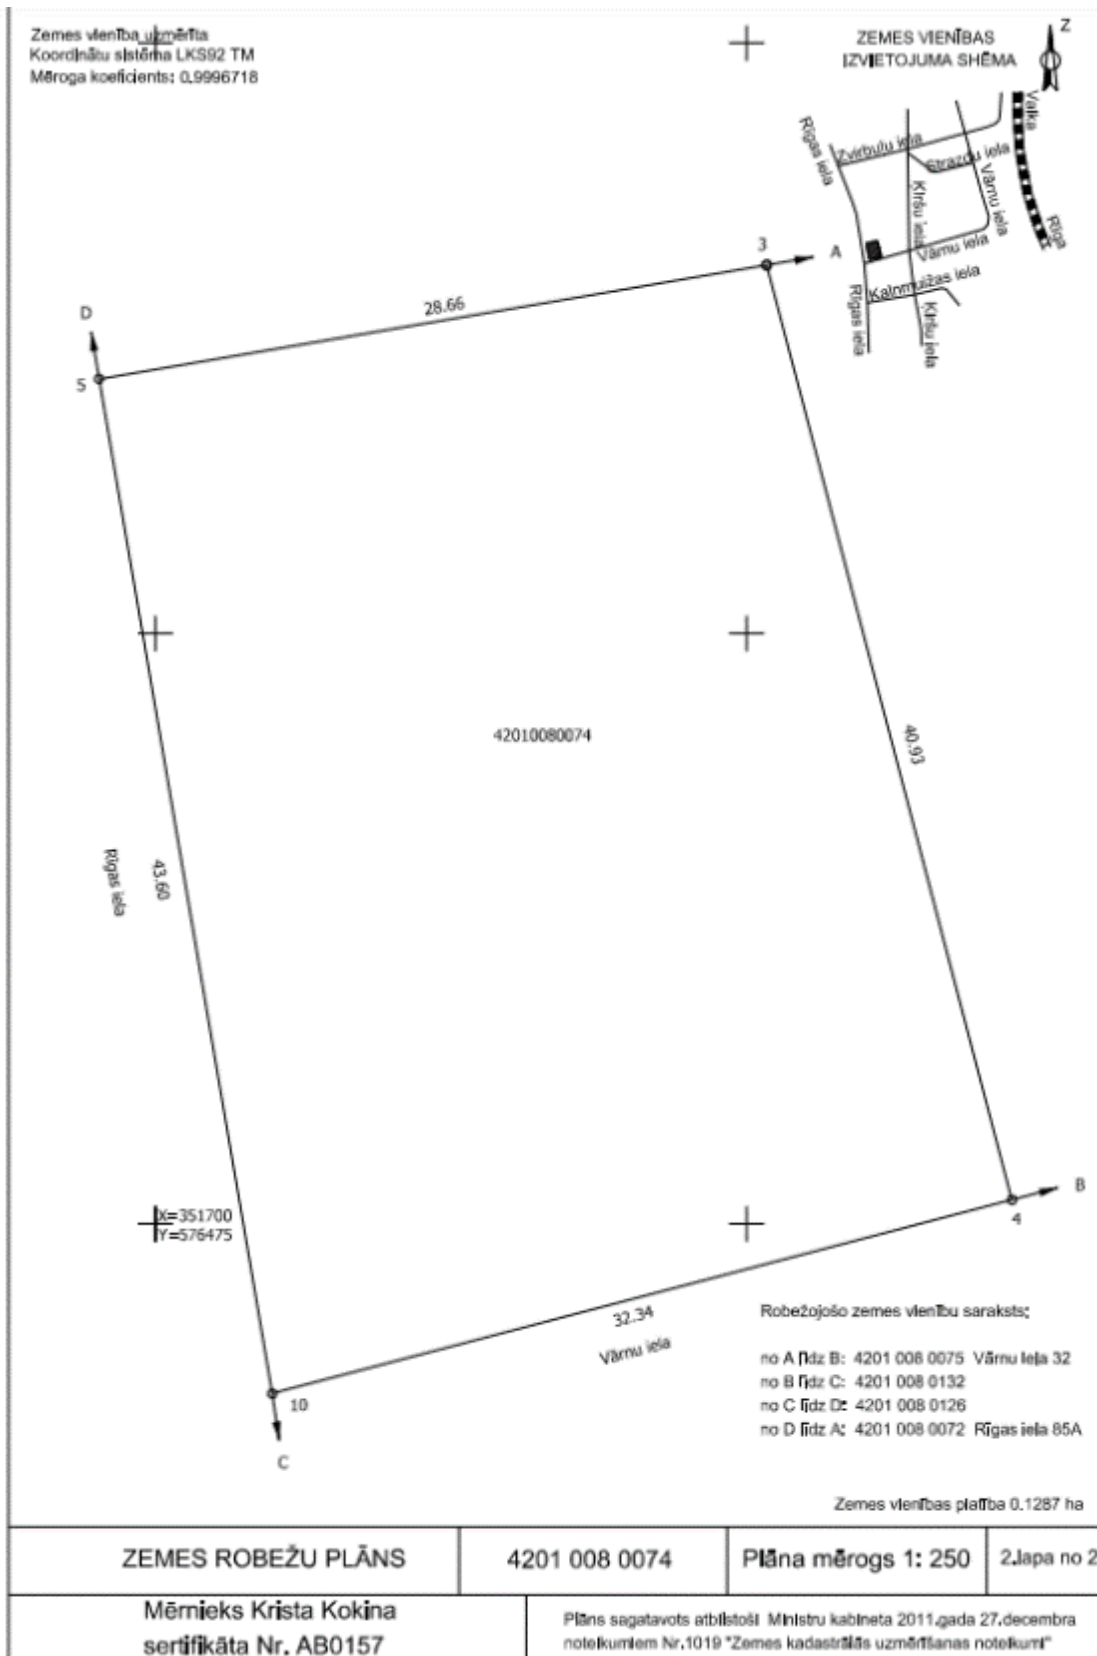 Zemes vienība uzmērīta
Koordinātu sistēma LKS92 TM
Mēroga koeficients: 0.9996718
ZEMES VIENĪBAS
IZVIETOJUMA SHĒMA
Z
Rīgas iela
Zvirbuļu iela
Strazdu iela
Valka
Ķiršu iela
Vārnu iela
Vārnu iela
Rīga
Kalnmuižas iela
Rīgas iela
Ķiršu iela
3
A
28.66
D
5
42010080074
40.93
Rīgas iela
43.60
X=351700
Y=576475
B
4
32.34
Vārnu iela
10
C
Robežojošo zemes vienību saraksts:
no A līdz B: 4201 008 0075 Vārnu iela 32
no B līdz C: 4201 008 0132
no C līdz D: 4201 008 0126
no D līdz A: 4201 008 0072 Rīgas iela 85A
Zemes vienības platība 0.1287 ha
ZEMES ROBEŽU PLĀNS
4201 008 0074
Plāna mērogs 1: 250
2.lapa no 2
Mērnieks Krista Kokina
sertifikāta Nr. AB0157
Plāns sagatavots atbilstoši Ministru kabineta 2011.gada 27.decembra
noteikumiem Nr.1019 "Zemes kadastrālās uzmērīšanas noteikumi"